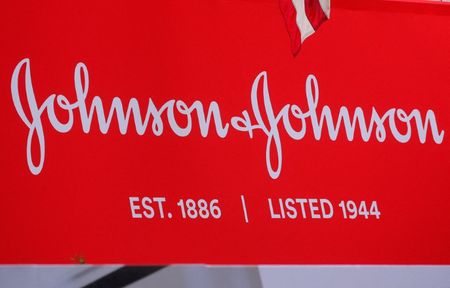 Johnson & Johnson
EST. 1886 | LISTED 1944